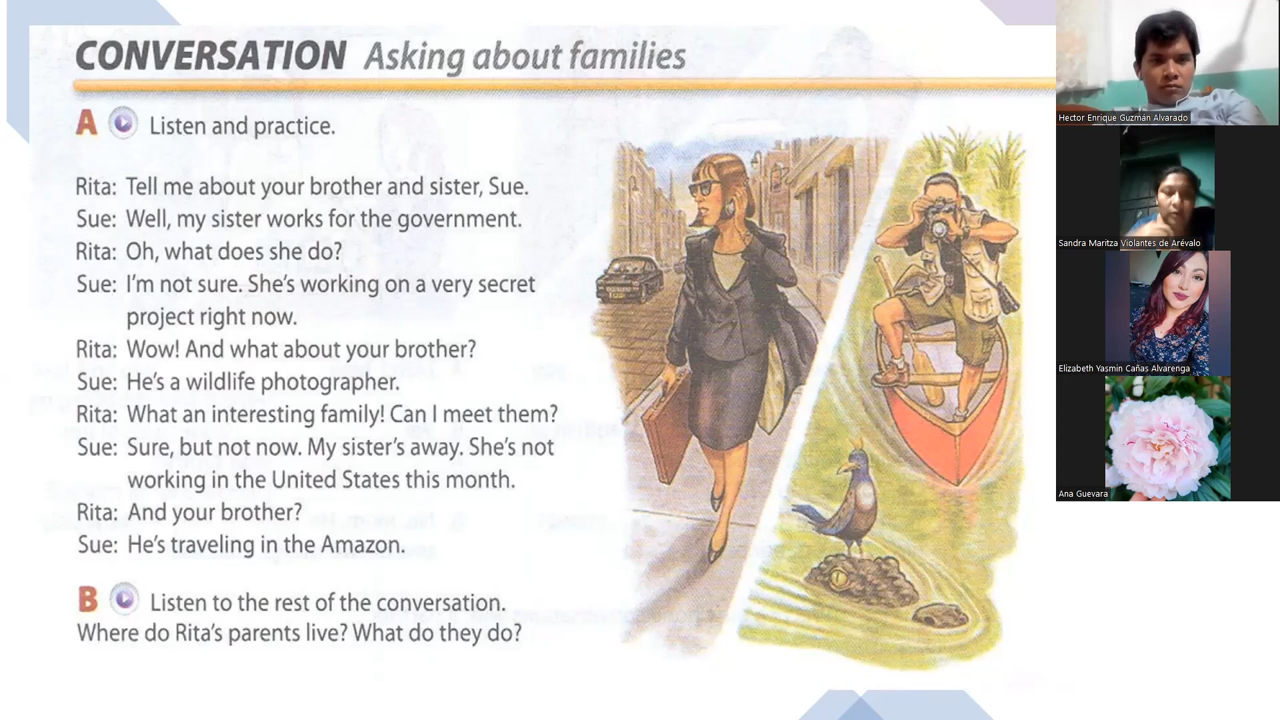 CONVERSATION Asking about families
A Listen and practice.
Rita: Tell me about your brother and sister, Sue.
Sue: Well, my sister works for the government.
Rita: Oh, what does she do?
Sue: I'm not sure. She's working on a very secret
project right now.
Rita: Wow! And what about your brother?
Sue: He's a wildlife photographer.
Rita: What an interesting family! Can I meet them?
Sue: Sure, but not now. My sister's away. She's not
working in the United States this month.
Rita: And your brother?
Sue: He's traveling in the Amazon.
B Listen to the rest of the conversation.
Where do Rita's parents live? What do they do?
Hector Enrique Guzmán Alvarado
Sandra Maritza Violantes de Arévalo
Elizabeth Yasmin Cañas Alvarenga
Ana Guevara